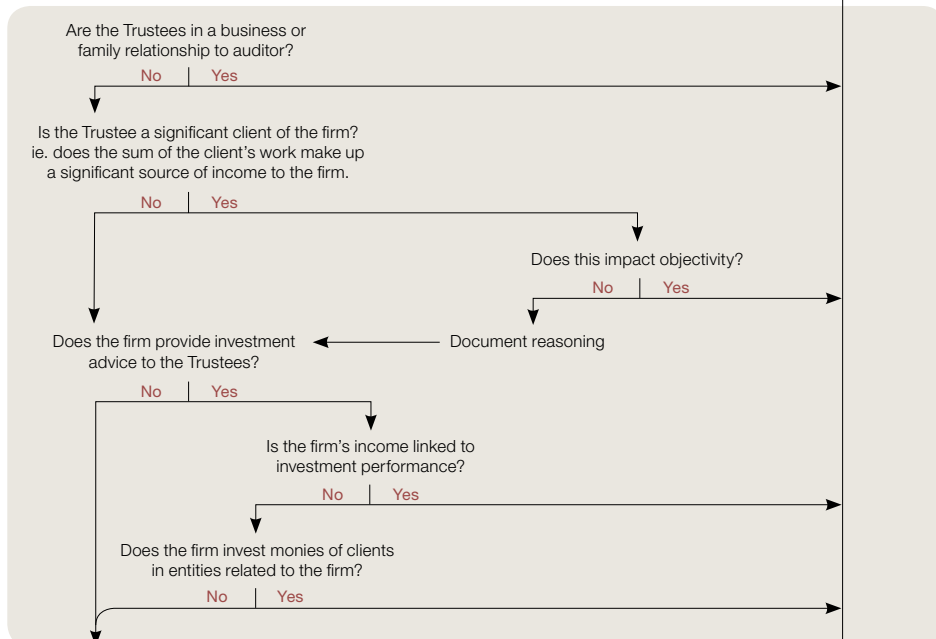 Are the Trustees in a business or
family relationship to auditor?
No Yes
Is the Trustee a significant client of the firm?
ie. does the sum of the client's work make up
a significant source of income to the firm.
No Yes
Does this impact objectivity?
No Yes
Does the firm provide investment
advice to the Trustees?
Document reasoning
No Yes
Is the firm's income linked to
investment performance?
No Yes
Does the firm invest monies of clients
in entities related to the firm?
No Yes